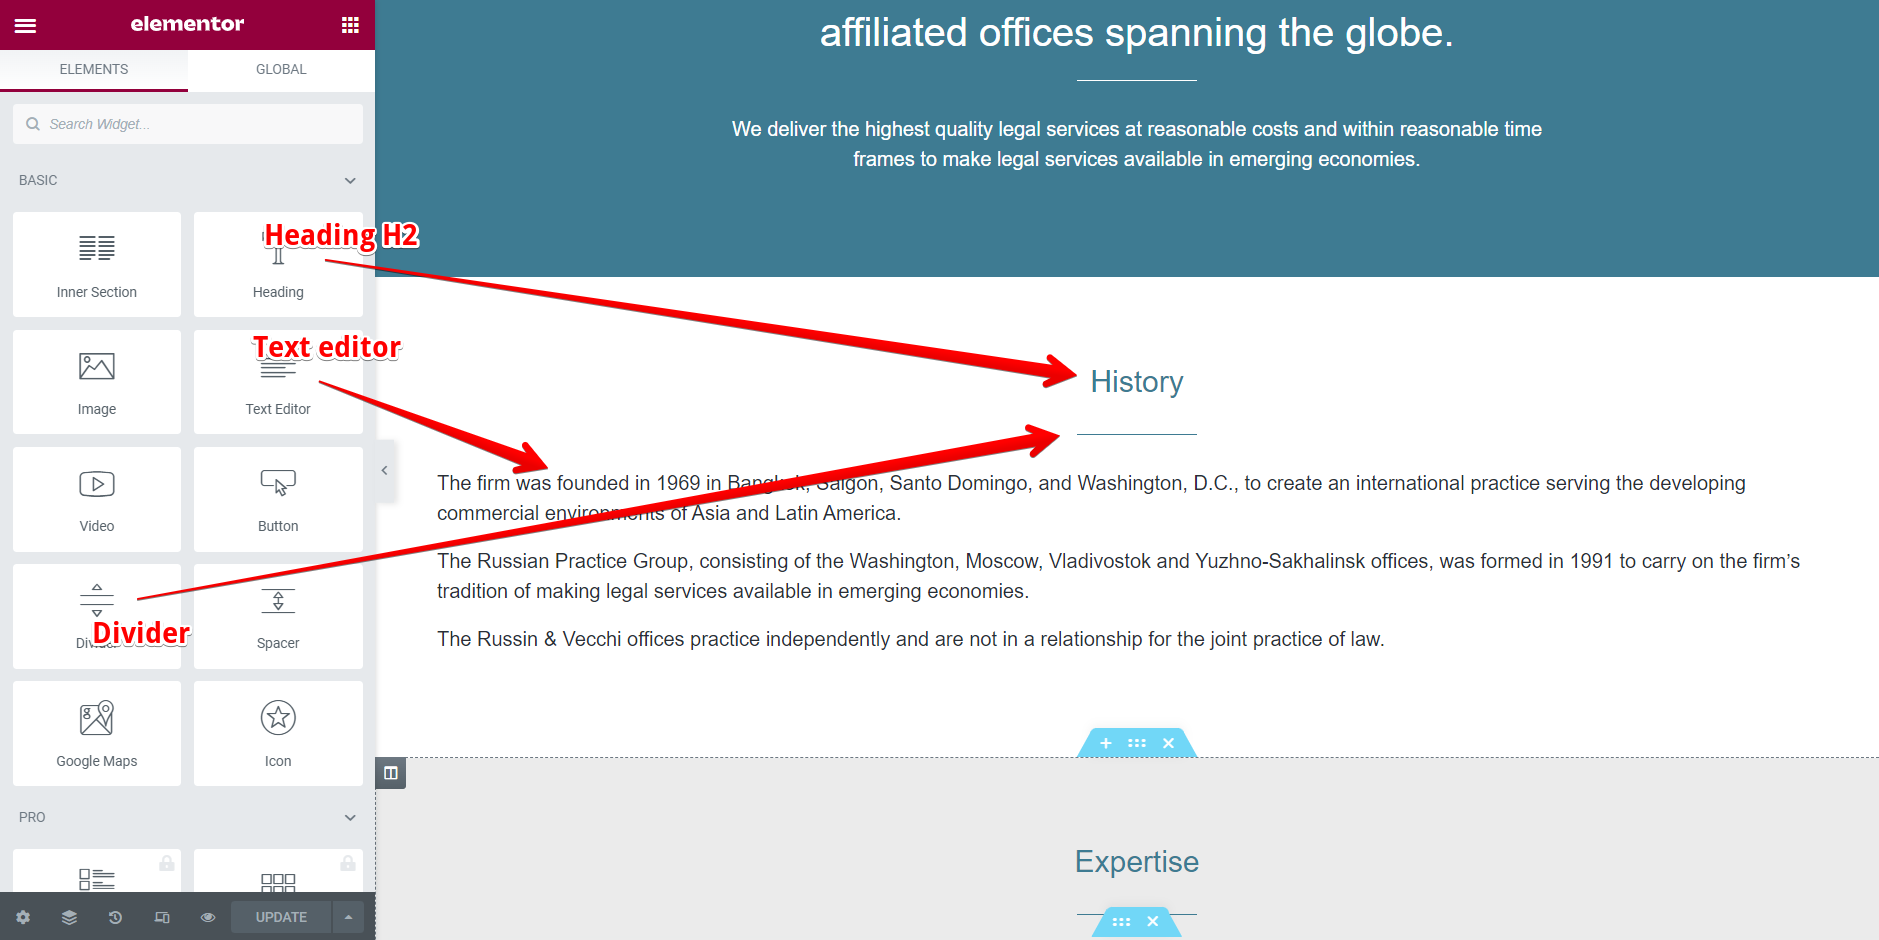 elementor
ELEMENTS
GLOBAL
Search Widget...
BASIC
Heading H2
Inner Section
Heading
Text editor
Image
Text Editor
Video
Button
Divider
Divider
Spacer
Google Maps
Icon
PRO
UPDATE
affiliated offices spanning the globe.
We deliver the highest quality legal services at reasonable costs and within reasonable time
frames to make legal services available in emerging economies.
History
The firm was founded in 1969 in Bangkok, Saigon, Santo Domingo, and Washington, D.C., to create an international practice serving the developing
commercial environments of Asia and Latin America.
The Russian Practice Group, consisting of the Washington, Moscow, Vladivostok and Yuzhno-Sakhalinsk offices, was formed in 1991 to carry on the firm’s
tradition of making legal services available in emerging economies.
The Russin & Vecchi offices practice independently and are not in a relationship for the joint practice of law.
Expertise